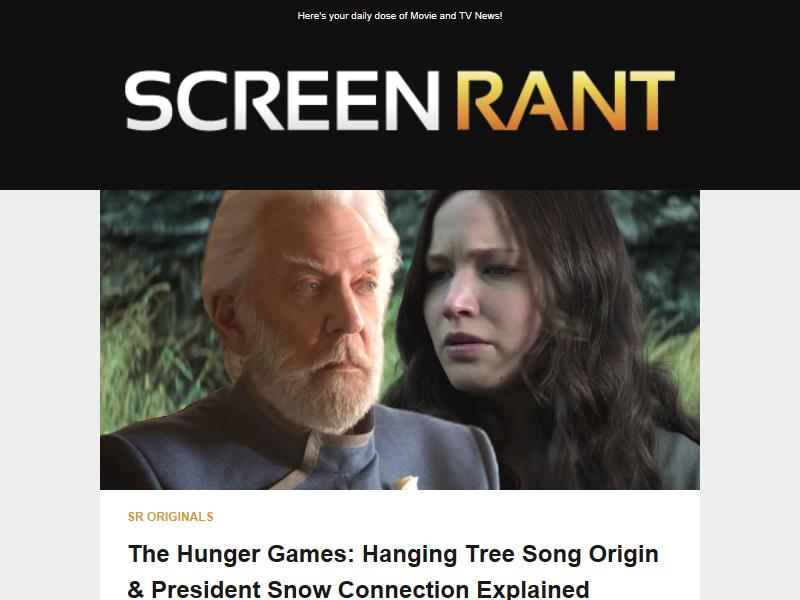 Here's your daily dose of Movie and TV News!
SCREEN RANT
SR ORIGINALS
The Hunger Games: Hanging Tree Song Origin
& President Snow Connection Explained